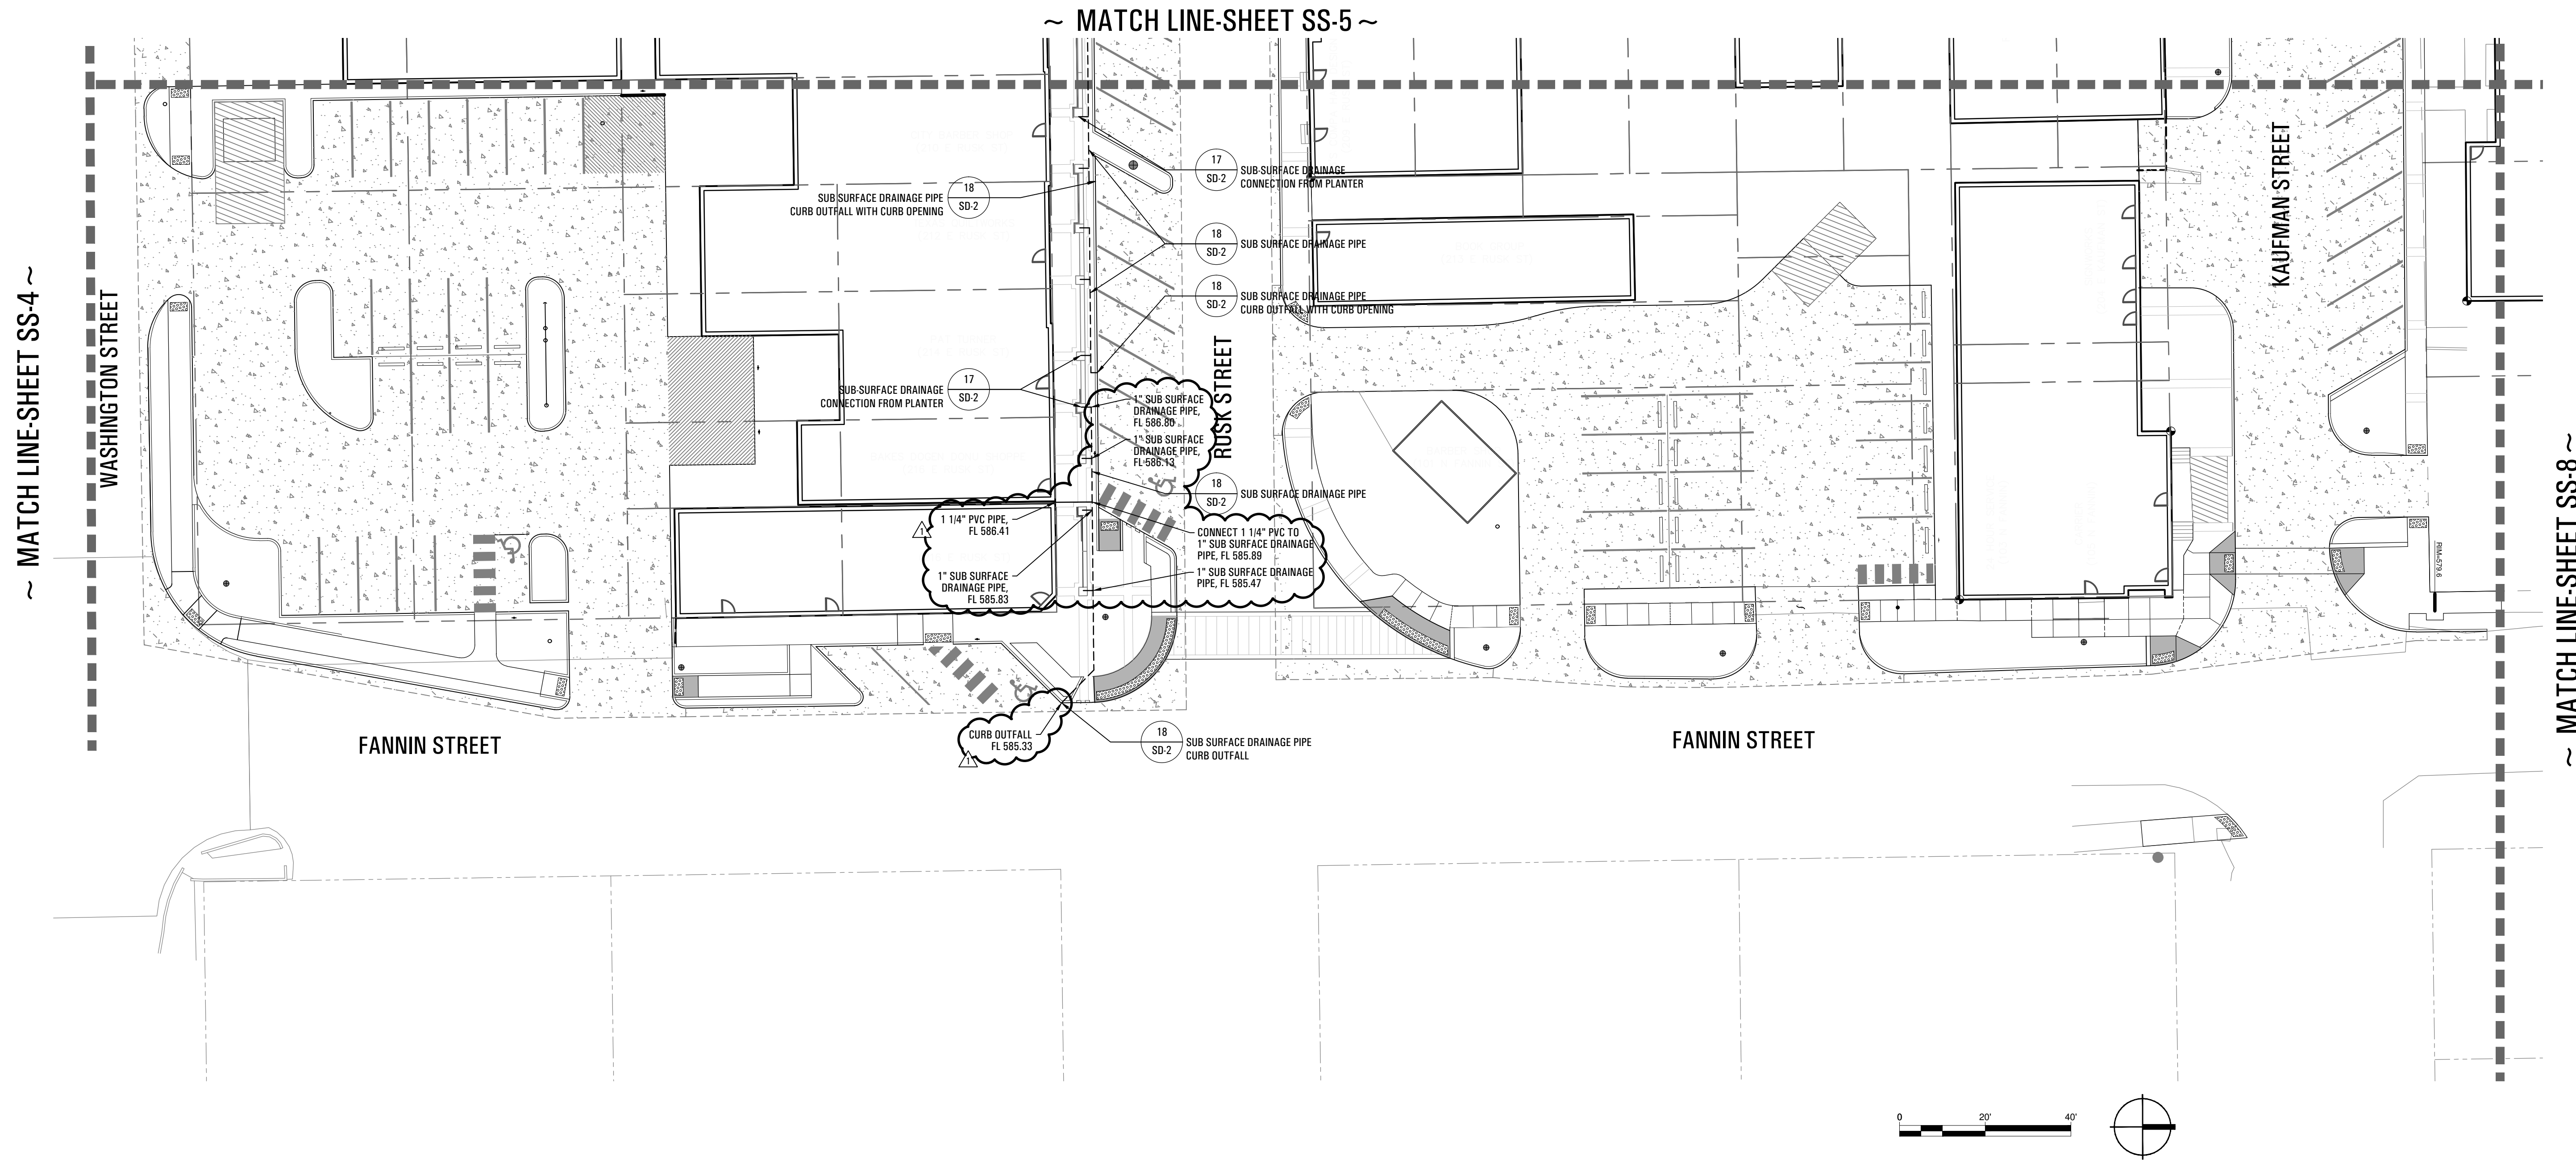 ~ MATCH LINE-SHEET SS-5 ~
~ MATCH LINE-SHEET SS-4 ~
WASHINGTON STREET
18
SD-2
SUB SURFACE DRAINAGE PIPE
CURB OUTFALL WITH CURB OPENING
17
SD-2
SUB-SURFACE DRAINAGE
CONNECTION FROM PLANTER
18
SD-2
SUB SURFACE DRAINAGE PIPE
18
SD-2
SUB SURFACE DRAINAGE PIPE
CURB OUTFALL WITH CURB OPENING
17
SD-2
SUB-SURFACE DRAINAGE
CONNECTION FROM PLANTER
1" SUB SURFACE
DRAINAGE PIPE,
FL 586.80
1" SUB SURFACE
DRAINAGE PIPE,
FL 586.13
RUSK STREET
18
SD-2
SUB SURFACE DRAINAGE PIPE
1 1/4" PVC PIPE,
FL 586.41
1
CONNECT 1 1/4" PVC TO
1" SUB SURFACE DRAINAGE
PIPE, FL 585.89
1" SUB SURFACE
DRAINAGE PIPE,
FL 585.83
1" SUB SURFACE DRAINAGE
PIPE, FL 585.47
CURB OUTFALL
FL 585.33
1
18
SD-2
SUB SURFACE DRAINAGE PIPE
CURB OUTFALL
FANNIN STREET
FANNIN STREET
KAUFMAN STREET
RIM-579.6
~ MATCH LINE-SHEET SS-8 ~
0 20' 40'